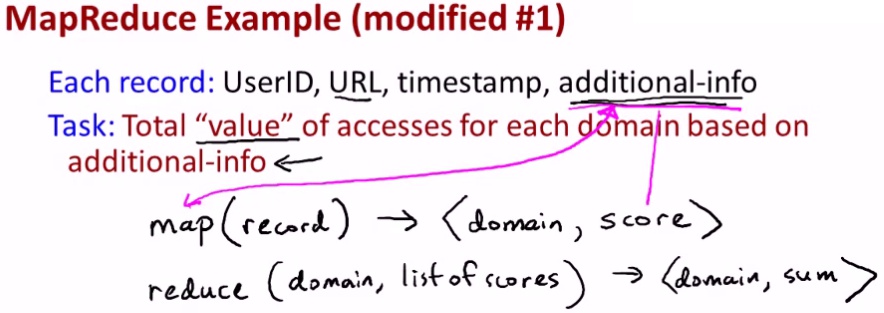 MapReduce Example (modified #1)
Each record: UserID, URL, timestamp, additional-info
Task: Total “value” of accesses for each domain based on
additional-info ←
map(record) → ⟨domain, score⟩
reduce (domain, list of scores) → ⟨domain, sum⟩